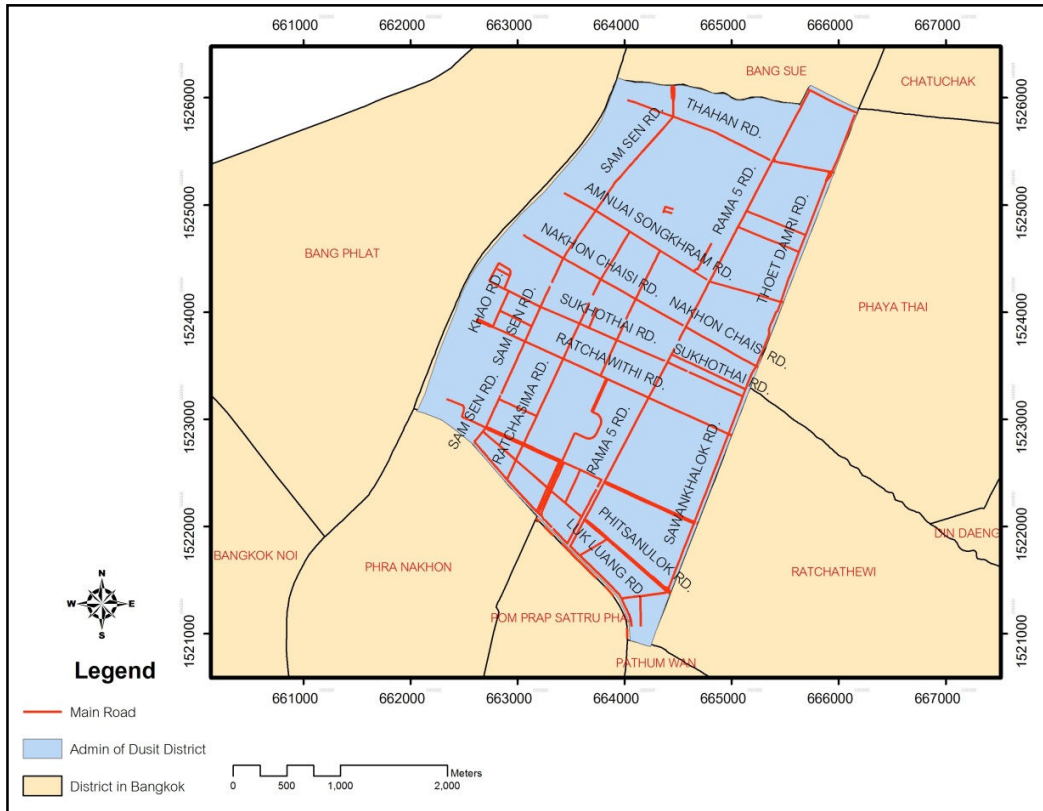 661000 662000 663000 664000 665000 666000 667000
BANG SUE
CHATUCHAK
1526000 1526000
THAHAN RD.
SAM SEN RD.
1525000 1525000
RAMA 5 RD.
AMNUAI SONGKHRAM RD.
THOET DAMRI RD.
BANG PHLAT
NAKHON CHAISI RD.
KHAO RD.
SAM SEN RD.
SUKHOTHAI RD.
NAKHON CHAISI RD.
PHAYA THAI
1524000 1524000
RATCHAWITHI RD.
SUKHOTHAI RD.
SAM SEN RD.
RATCHASIMA RD.
1523000 1523000
RAMA 5 RD.
SAWANKHALOK RD.
1522000 1522000
PHITSANULOK RD.
LUK LUANG RD.
DIN DAENG
BANGKOK NOI
PHRA NAKHON
RATCHATHEWI
POM PRAP SATTRU PHAI
1521000 1521000
PATHUM WAN
661000 662000 663000 664000 665000 666000 667000
N
W E
S
Legend
Main Road
Admin of Dusit District
District in Bangkok
Meters
0 500 1,000 2,000